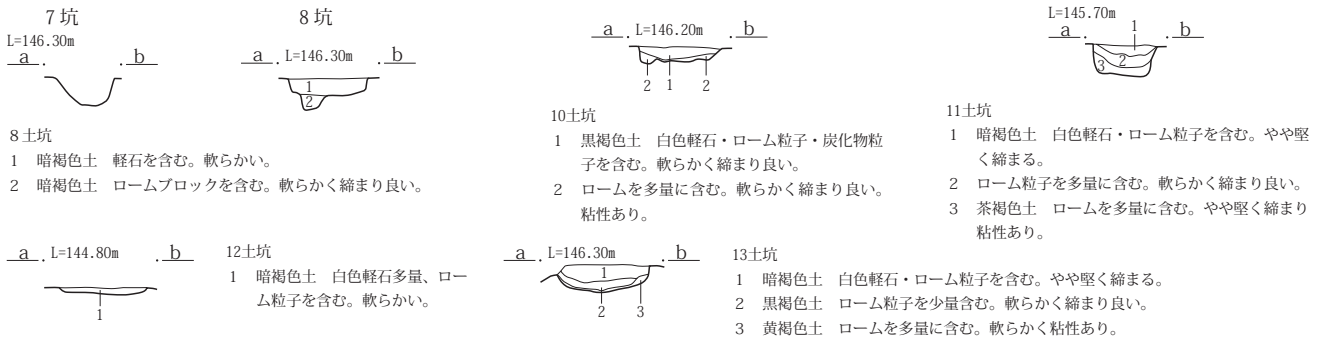 7坑
L=146.30m
a . . b
8坑
a . L=146.30m . b
1
2
8土坑
1 暗褐色土 軽石を含む。軟らかい。
2 暗褐色土 ロームブロックを含む。軟らかく締まり良い。
a . L=146.20m . b
2 1 2
10土坑
1 黒褐色土 白色軽石・ローム粒子・炭化物粒
子を含む。軟らかく締まり良い。
2 ロームを多量に含む。軟らかく締まり良い。
粘性あり。
L=145.70m
a . 1 . b
3 2
11土坑
1 暗褐色土 白色軽石・ローム粒子を含む。やや堅
く締まる。
2 ローム粒子を多量に含む。軟らかく締まり良い。
3 茶褐色土 ロームを多量に含む。やや堅く締まり
粘性あり。
a . L=144.80m . b
1
12土坑
1 暗褐色土 白色軽石多量、ロー
ム粒子を含む。軟らかい。
a . L=146.30m . b
1
2 3
13土坑
1 暗褐色土 白色軽石・ローム粒子を含む。やや堅く締まる。
2 黒褐色土 ローム粒子を少量含む。軟らかく締まり良い。
3 黄褐色土 ロームを多量に含む。軟らかく粘性あり。